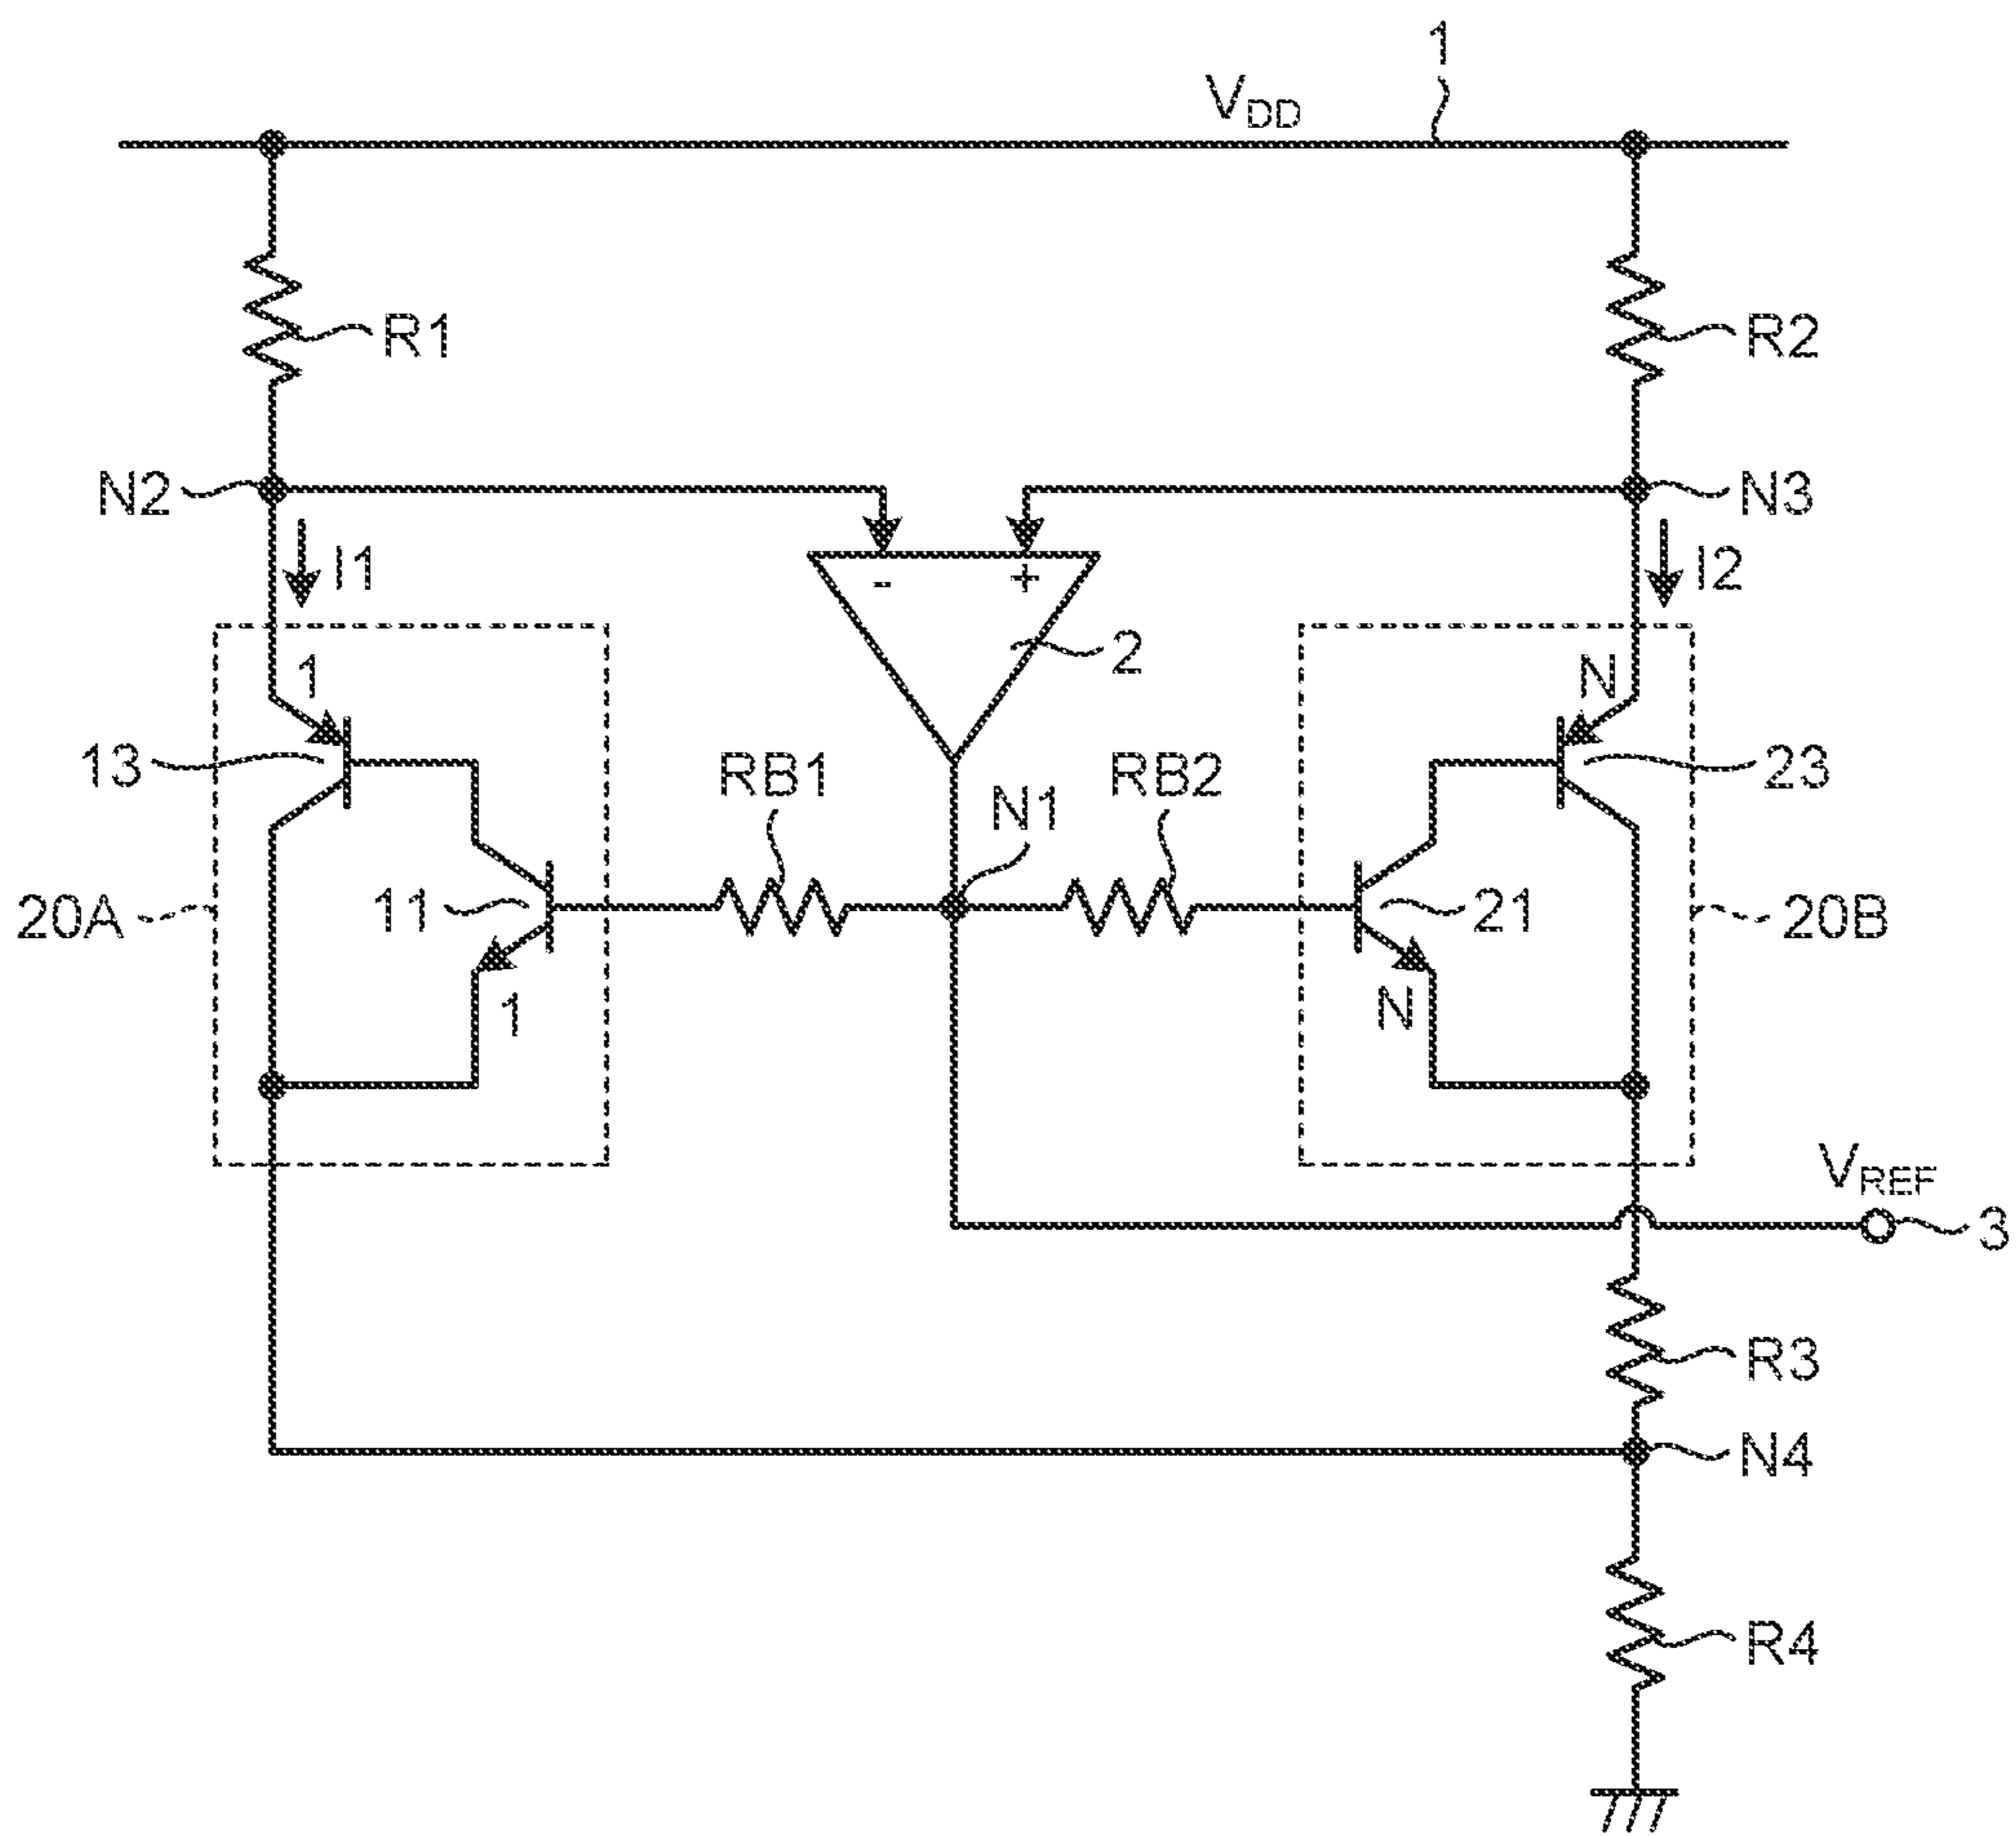 1
VDD
R1
R2
N2
N3
I1
I2
- +
2
1
N
13
23
RB1
N1
RB2
20A
11
21
20B
1
N
VREF
3
R3
N4
R4